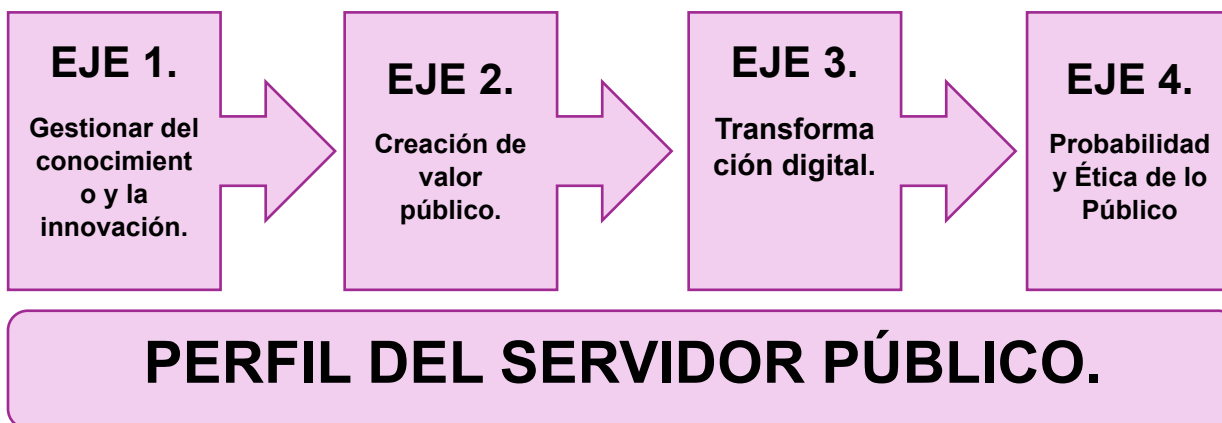 EJE 1.
Gestionar del
conocimient
o y la
innovación.
EJE 2.
Creación de
valor
público.
EJE 3.
Transforma
ción digital.
EJE 4.
Probabilidad
y Ética de lo
Público
PERFIL DEL SERVIDOR PÚBLICO.